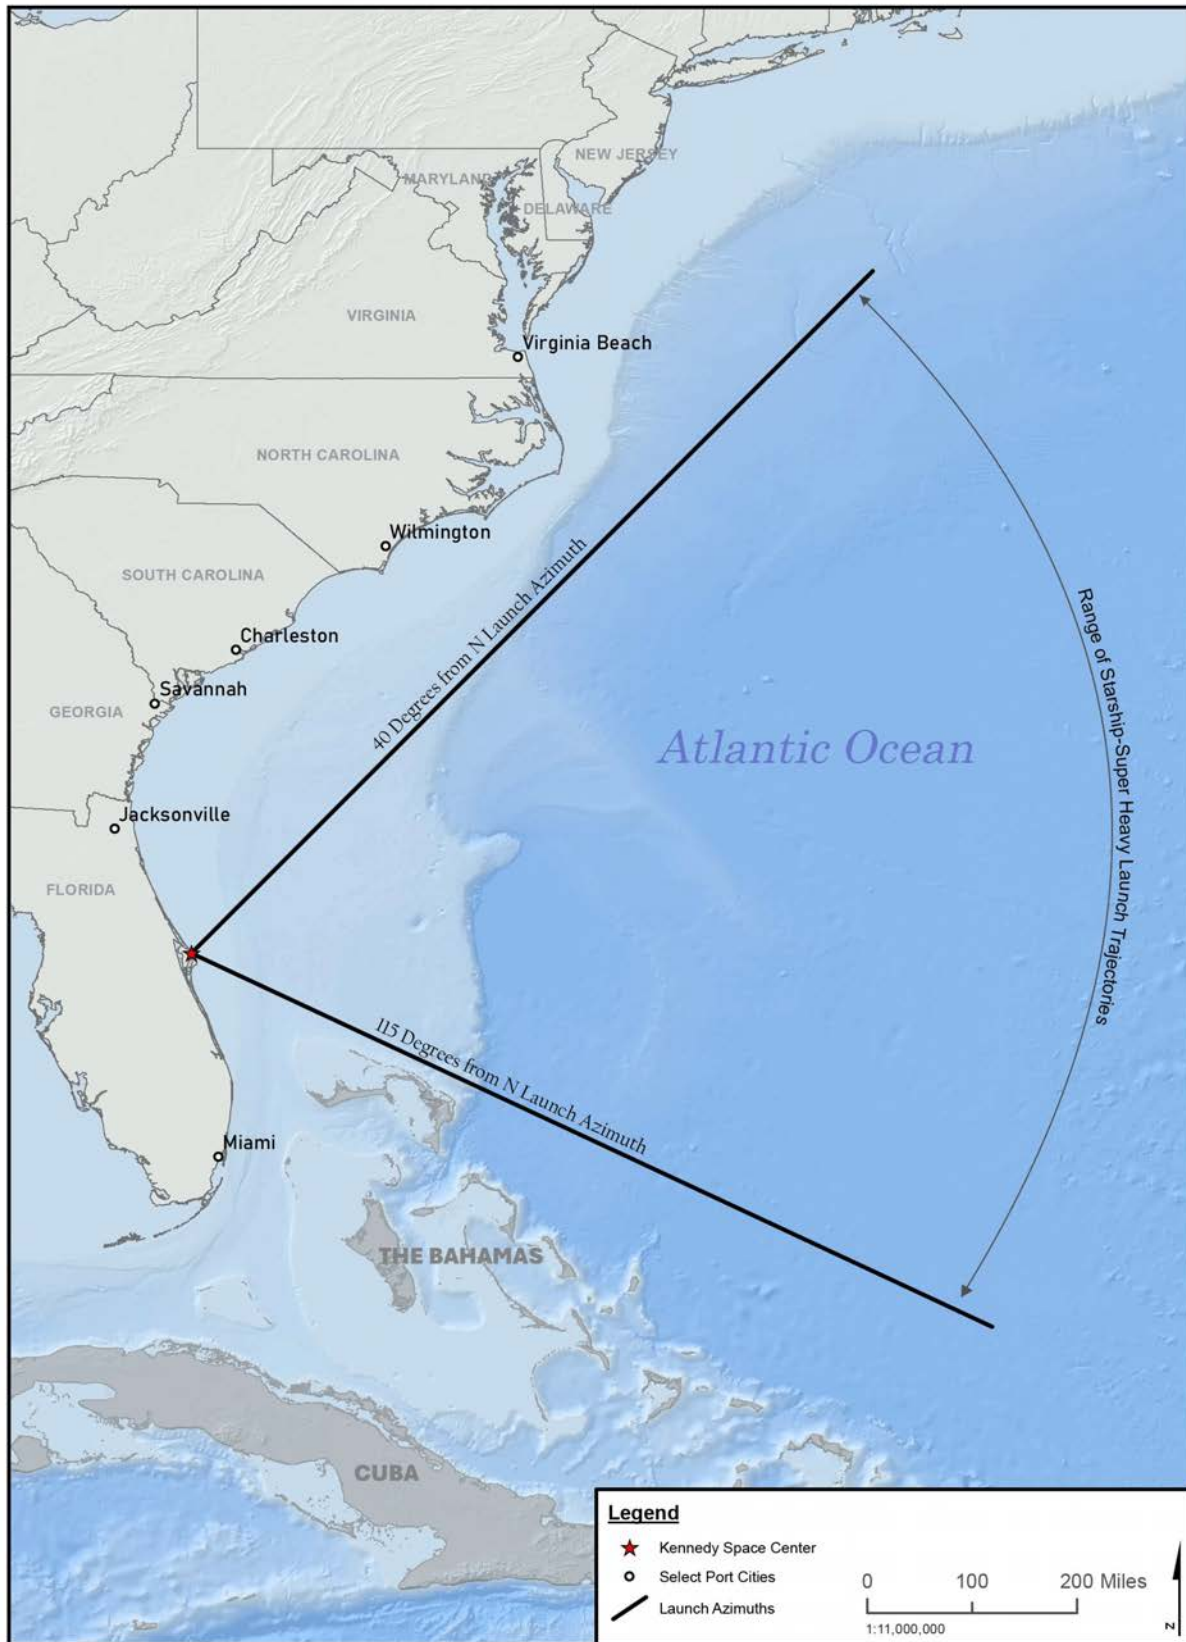 NEW JERSEY
MARYLAND
DELAWARE
VIRGINIA
Virginia Beach
NORTH CAROLINA
Wilmington
40 Degrees from N Launch Azimuth
SOUTH CAROLINA
Range of Starship-Super Heavy Launch Trajectories
Charleston
Savannah
GEORGIA
Atlantic Ocean
Jacksonville
FLORIDA
115 Degrees from N Launch Azimuth
Miami
THE BAHAMAS
CUBA
Legend
Kennedy Space Center
Select Port Cities
Launch Azimuths
0 100 200 Miles
1:11,000,000
N